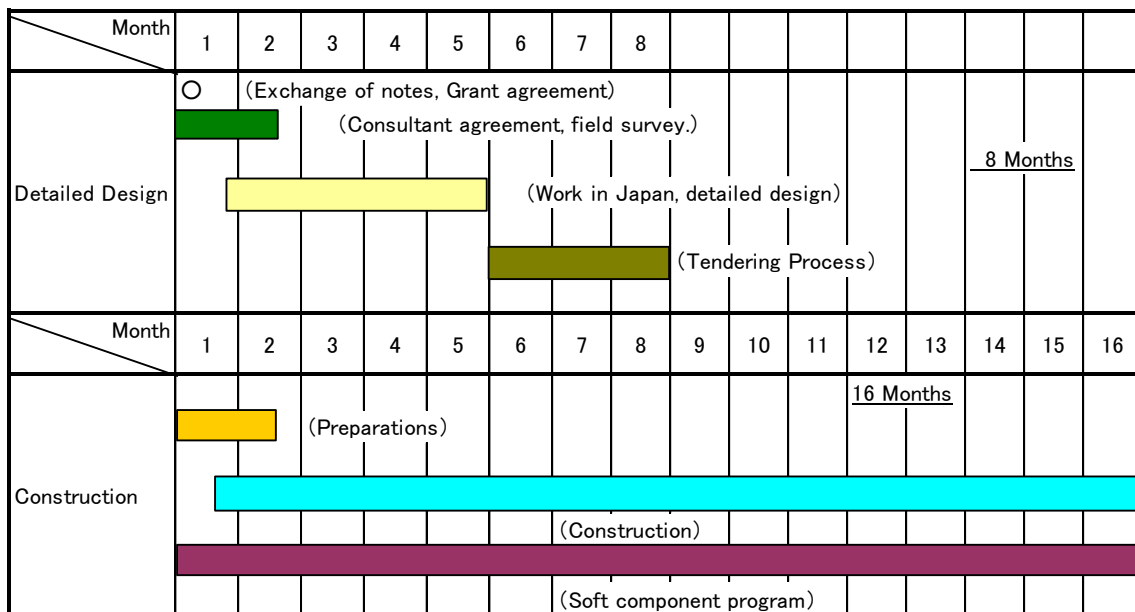 Month
1 2 3 4 5 6 7 8
(Exchange of notes, Grant agreement)
(Consultant agreement, field survey.)
8 Months
Detailed Design
(Work in Japan, detailed design)
(Tendering Process)
Month
1 2 3 4 5 6 7 8 9 10 11 12 13 14 15 16
16 Months
(Preparations)
Construction
(Construction)
(Soft component program)